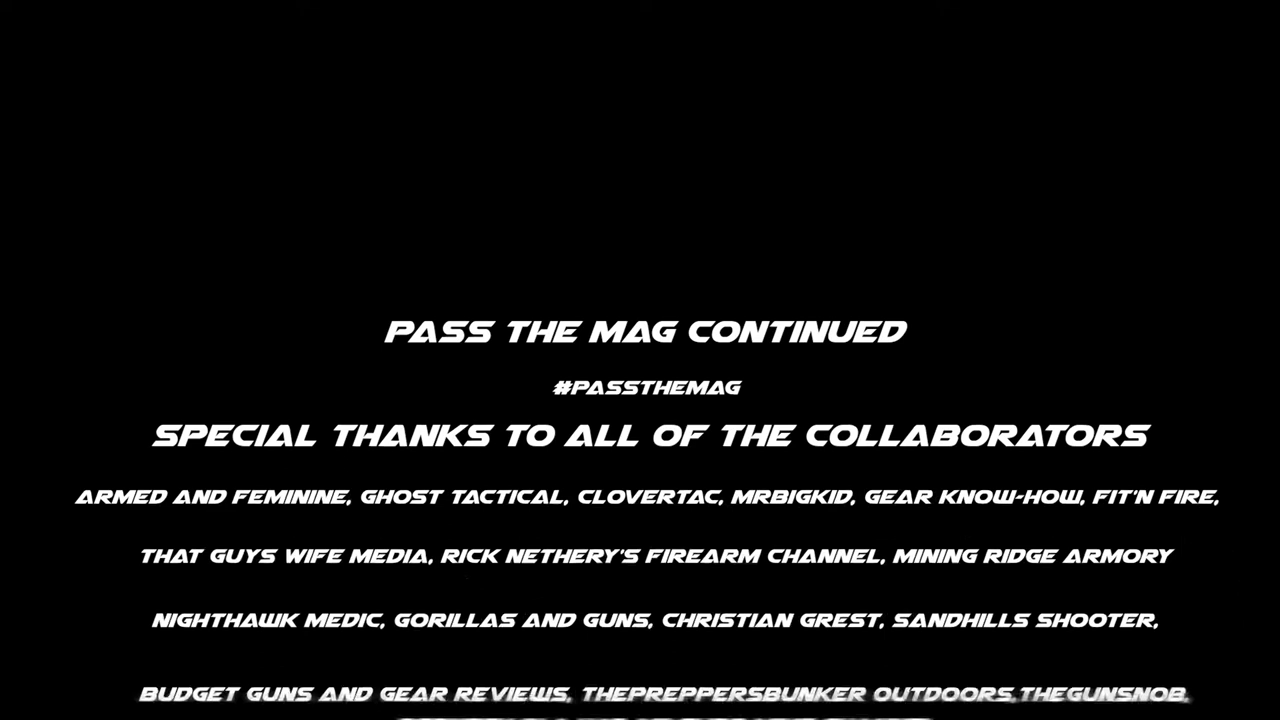 PASS THE MAG CONTINUED
#PASSTHEMAG
SPECIAL THANKS TO ALL OF THE COLLABORATORS
ARMED AND FEMININE, GHOST TACTICAL, CLOVERTAC, MRBIGKID, GEAR KNOW-HOW, FIT'N FIRE,
THAT GUYS WIFE MEDIA, RICK NETHERY'S FIREARM CHANNEL, MINING RIDGE ARMORY
NIGHTHAWK MEDIC, GORILLAS AND GUNS, CHRISTIAN GREST, SANDHILLS SHOOTER,
BUDGET GUNS AND GEAR REVIEWS, THEPREPPERSBUNKER OUTDOORS,THEGUNSNOB,